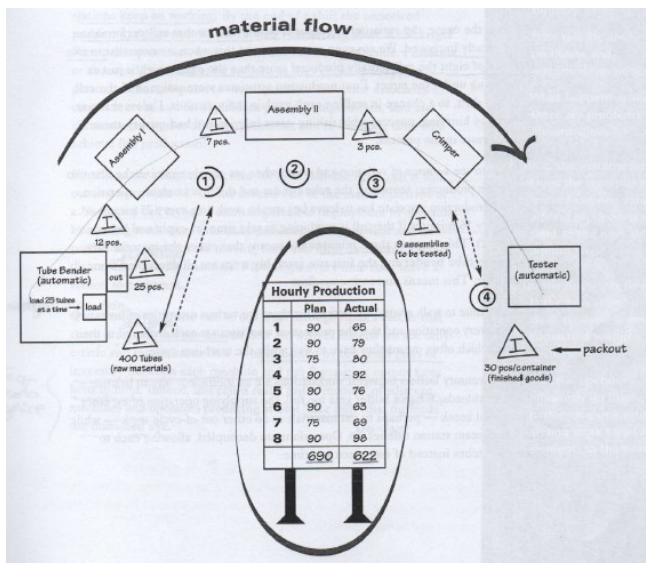 material flow
Assembly I
I
7 pcs.
Assembly II
I
3 pcs.
Crimper
1
2
3
I
12 pcs.
I
9 assemblies
(to be tested)
Tube Bender
(automatic)
out
I
25 pcs.
load 25 tubes
at a time
load
I
400 Tubes
(raw materials)
4
Tester
(automatic)
I
packout
30 pcs/container
(finished goods)
Hourly Production
Plan Actual
1 90 65
2 90 79
3 75 80
4 90 92
5 90 76
6 90 63
7 75 69
8 90 98
690 622